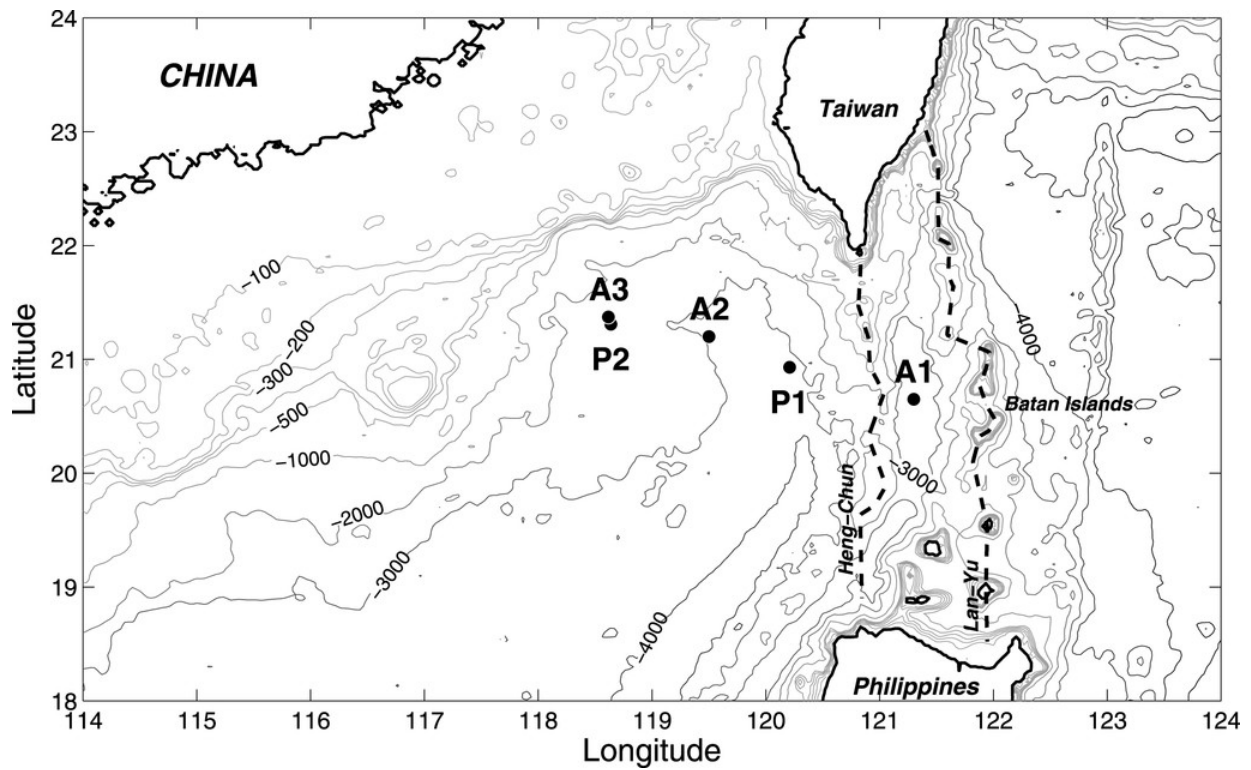 24
23
22
21
20
19
18
Latitude
CHINA
Taiwan
-100
-200
-300
-500
-1000
-2000
-3000
-4000
-4000
-3000
A3
P2
A2
P1
A1
Batan Islands
Heng-Chun
Lan-Yu
Philippines
114 115 116 117 118 119 120 121 122 123 124
Longitude